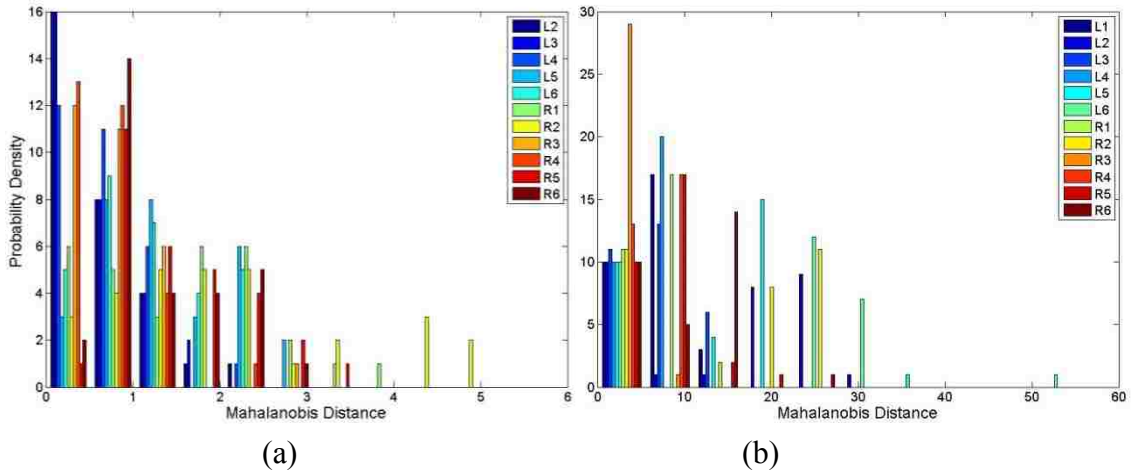 16
14
12
10
8
6
4
2
0
Probability Density
0 1 2 3 4 5 6
Mahalanobis Distance
L2
L3
L4
L5
L6
R1
R2
R3
R4
R5
R6
(a)
30
25
20
15
10
5
0
0 10 20 30 40 50 60
Mahalanobis Distance
L1
L2
L3
L4
L5
L6
R1
R2
R3
R4
R5
R6
(b)